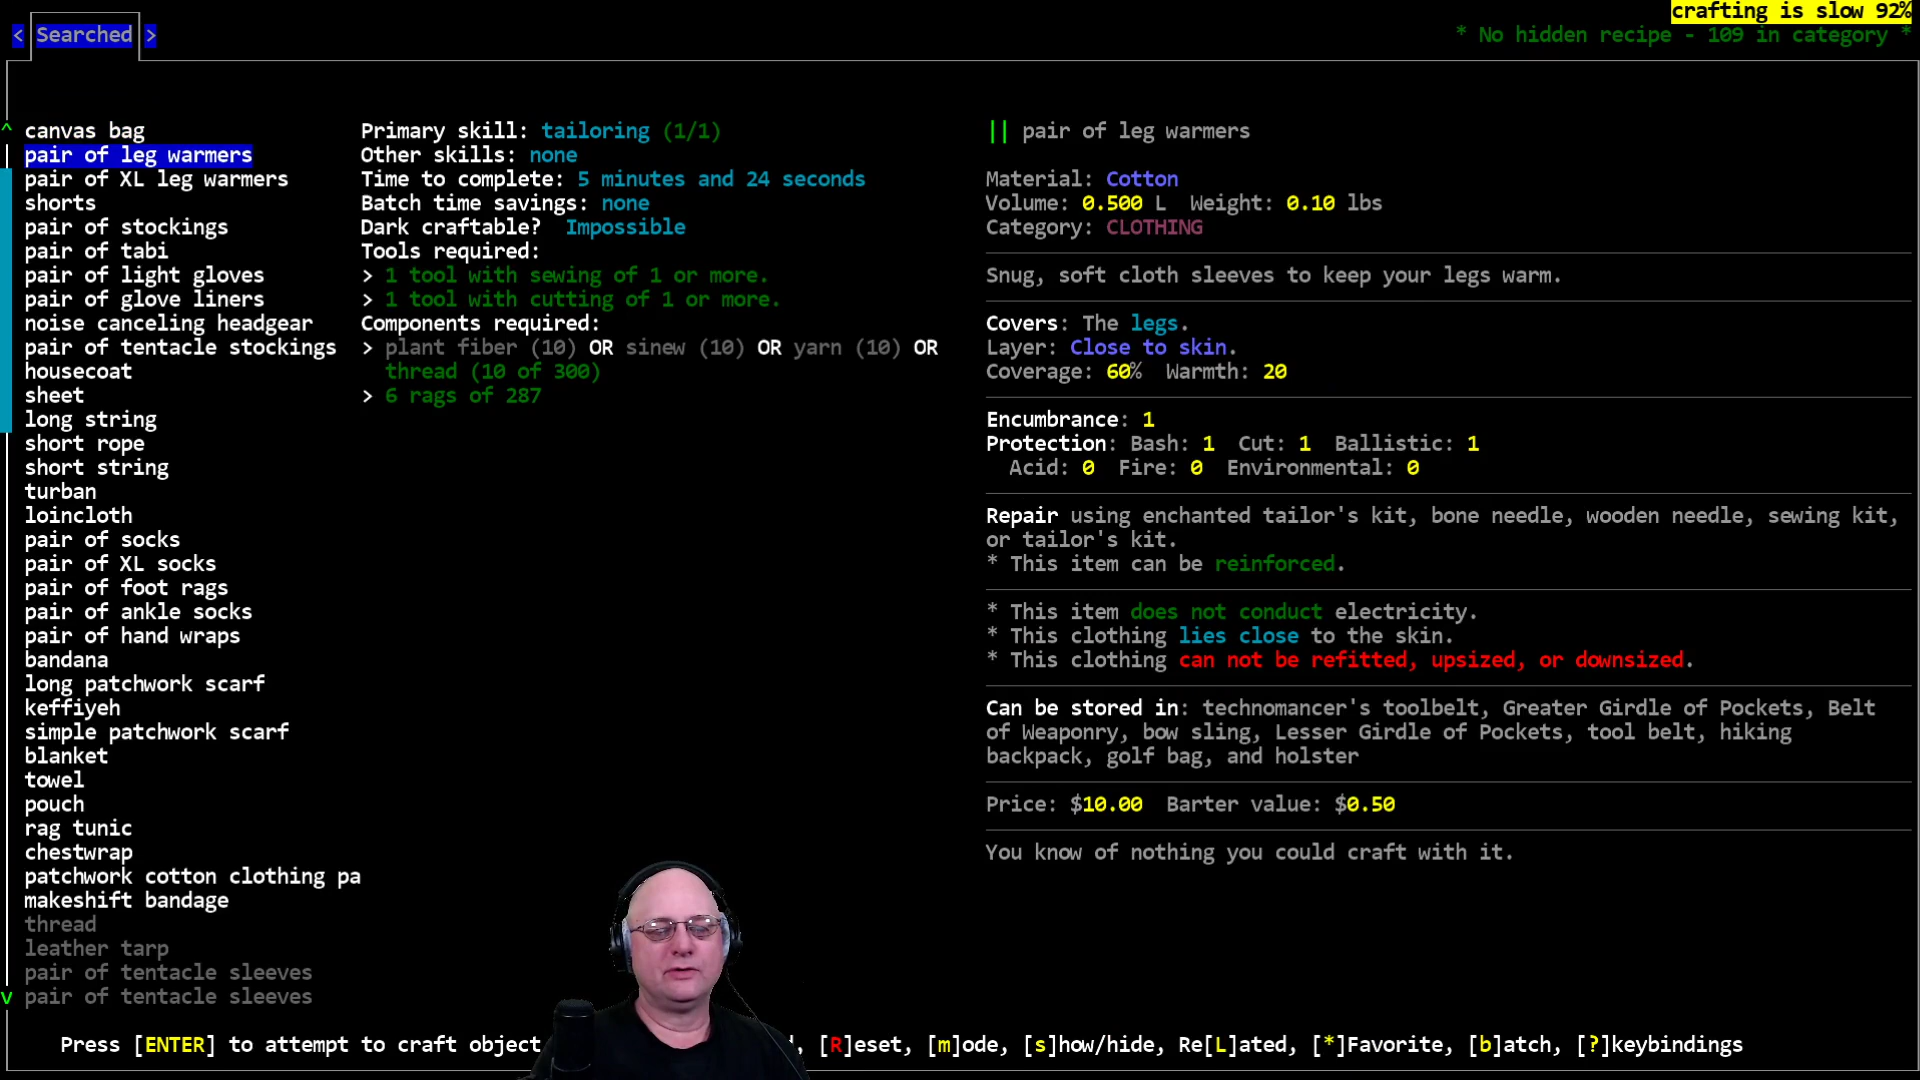 crafting is slow 92%
< Searched >
* No hidden recipe - 109 in category *
^ canvas bag
pair of leg warmers
pair of XL leg warmers
shorts
pair of stockings
pair of tabi
pair of light gloves
pair of glove liners
noise canceling headgear
pair of tentacle stockings
housecoat
sheet
long string
short rope
short string
turban
loincloth
pair of socks
pair of XL socks
pair of foot rags
pair of ankle socks
pair of hand wraps
bandana
long patchwork scarf
keffiyeh
simple patchwork scarf
blanket
towel
pouch
rag tunic
chestwrap
patchwork cotton clothing pa
makeshift bandage
thread
leather tarp
pair of tentacle sleeves
v pair of tentacle sleeves
Primary skill: tailoring (1/1)
Other skills: none
Time to complete: 5 minutes and 24 seconds
Batch time savings: none
Dark craftable? Impossible
Tools required:
> 1 tool with sewing of 1 or more.
> 1 tool with cutting of 1 or more.
Components required:
> plant fiber (10) OR sinew (10) OR yarn (10) OR
thread (10 of 300)
> 6 rags of 287
|| pair of leg warmers
Material: Cotton
Volume: 0.500 L Weight: 0.10 lbs
Category: CLOTHING
Snug, soft cloth sleeves to keep your legs warm.
Covers: The legs.
Layer: Close to skin.
Coverage: 60% Warmth: 20
Encumbrance: 1
Protection: Bash: 1 Cut: 1 Ballistic: 1
Acid: 0 Fire: 0 Environmental: 0
Repair using enchanted tailor's kit, bone needle, wooden needle, sewing kit,
or tailor's kit.
* This item can be reinforced.
* This item does not conduct electricity.
* This clothing lies close to the skin.
* This clothing can not be refitted, upsized, or downsized.
Can be stored in: technomancer's toolbelt, Greater Girdle of Pockets, Belt
of Weaponry, bow sling, Lesser Girdle of Pockets, tool belt, hiking
backpack, golf bag, and holster
Price: $10.00 Barter value: $0.50
You know of nothing you could craft with it.
Press [ENTER] to attempt to craft object d, [R]eset, [m]ode, [s]how/hide, Re[L]ated, [*]Favorite, [b]atch, [?]keybindings